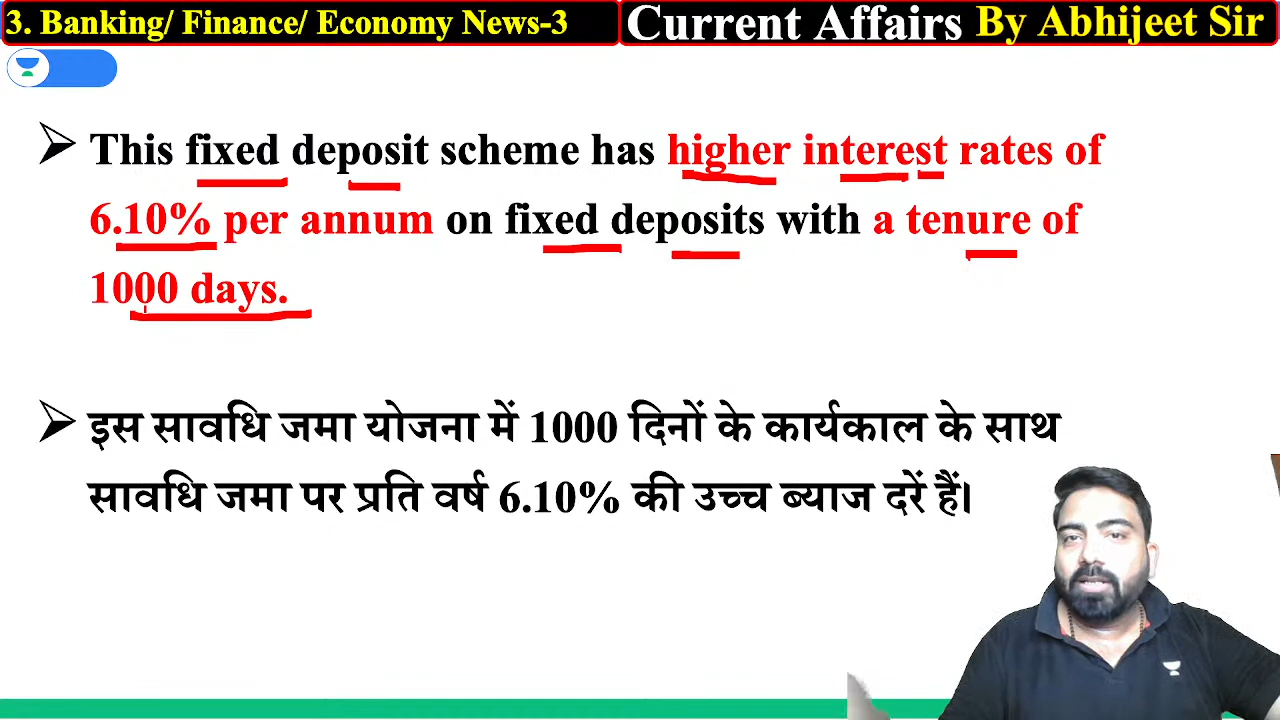 3. Banking/ Finance/ Economy News-3
Current Affairs By Abhijeet Sir
This fixed deposit scheme has higher interest rates of
6.10% per annum on fixed deposits with a tenure of
1000 days.
इस सावधि जमा योजना में 1000 दिनों के कार्यकाल के साथ
सावधि जमा पर प्रति वर्ष 6.10% की उच्च ब्याज दरें हैं।